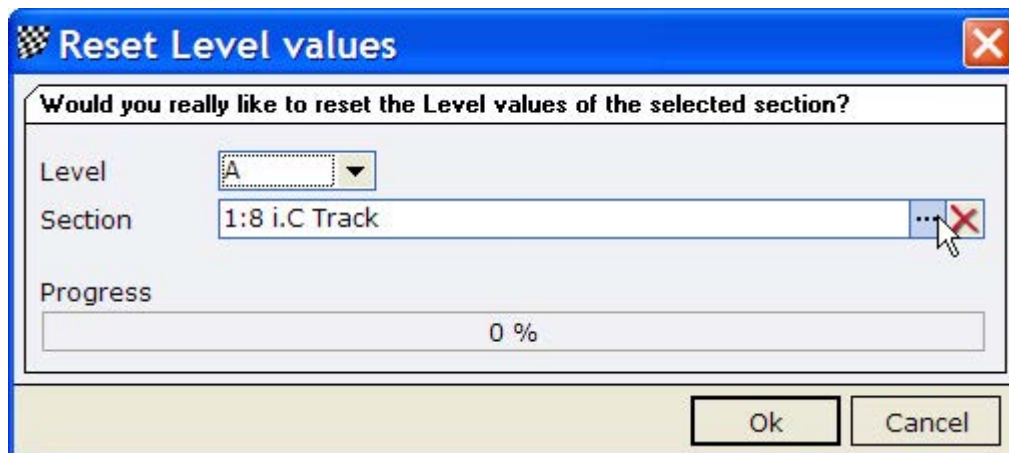 Reset Level values
Would you really like to reset the Level values of the selected section?
Level A
Section 1:8 i.C Track ...
Progress
0 %
Ok Cancel